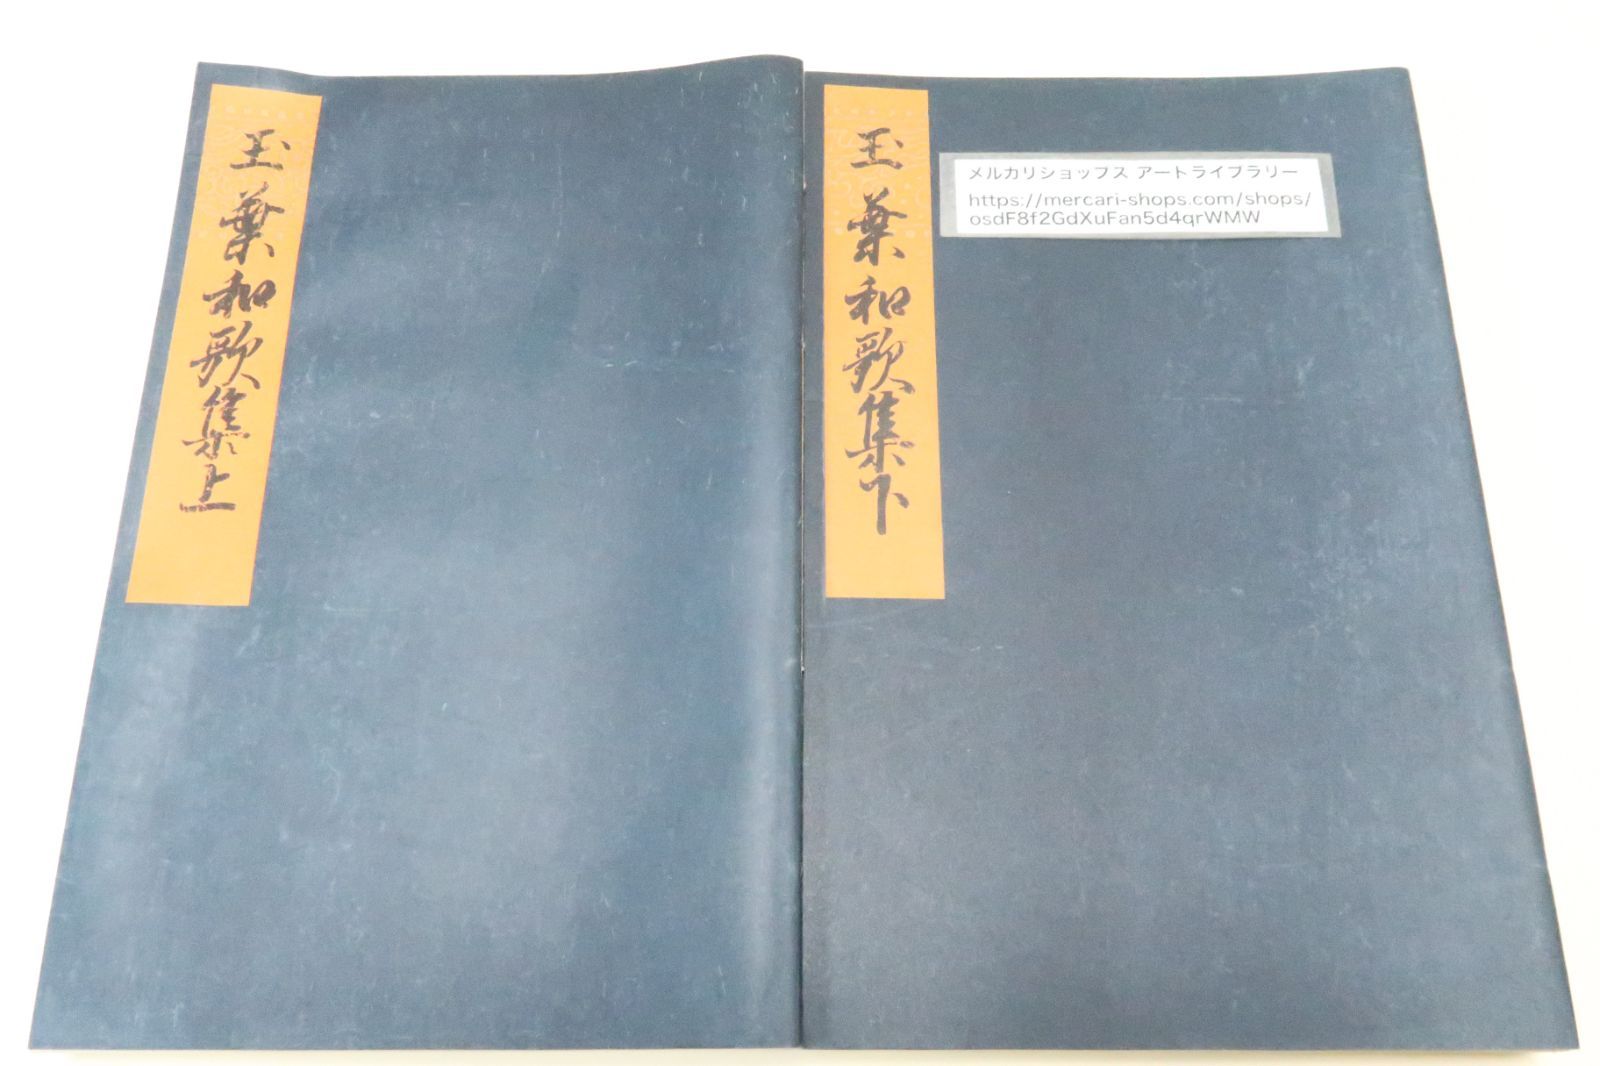 玉葉和歌集上
玉葉和歌集下
メルカリショップス アートライブラリー
https://mercari-shops.com/shops/
osdF8f2GdXuFan5d4qrWMW